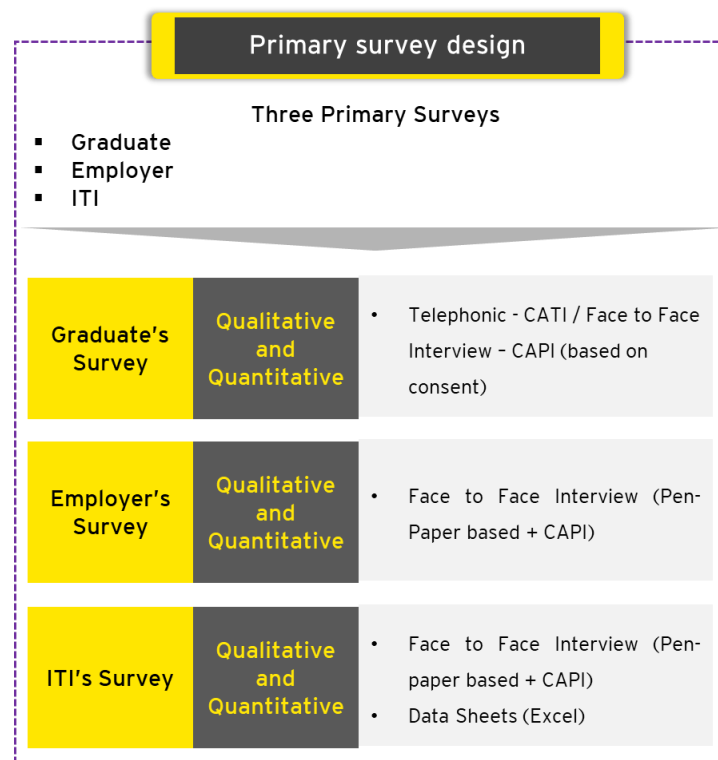 Primary survey design
Three Primary Surveys
▪ Graduate
▪ Employer
▪ ITI
Graduate's
Survey
Qualitative
and
Quantitative
• Telephonic - CATI / Face to Face
Interview – CAPI (based on
consent)
Employer's
Survey
Qualitative
and
Quantitative
• Face to Face Interview (Pen-
Paper based + CAPI)
ITI's Survey
Qualitative
and
Quantitative
• Face to Face Interview (Pen-
paper based + CAPI)
• Data Sheets (Excel)